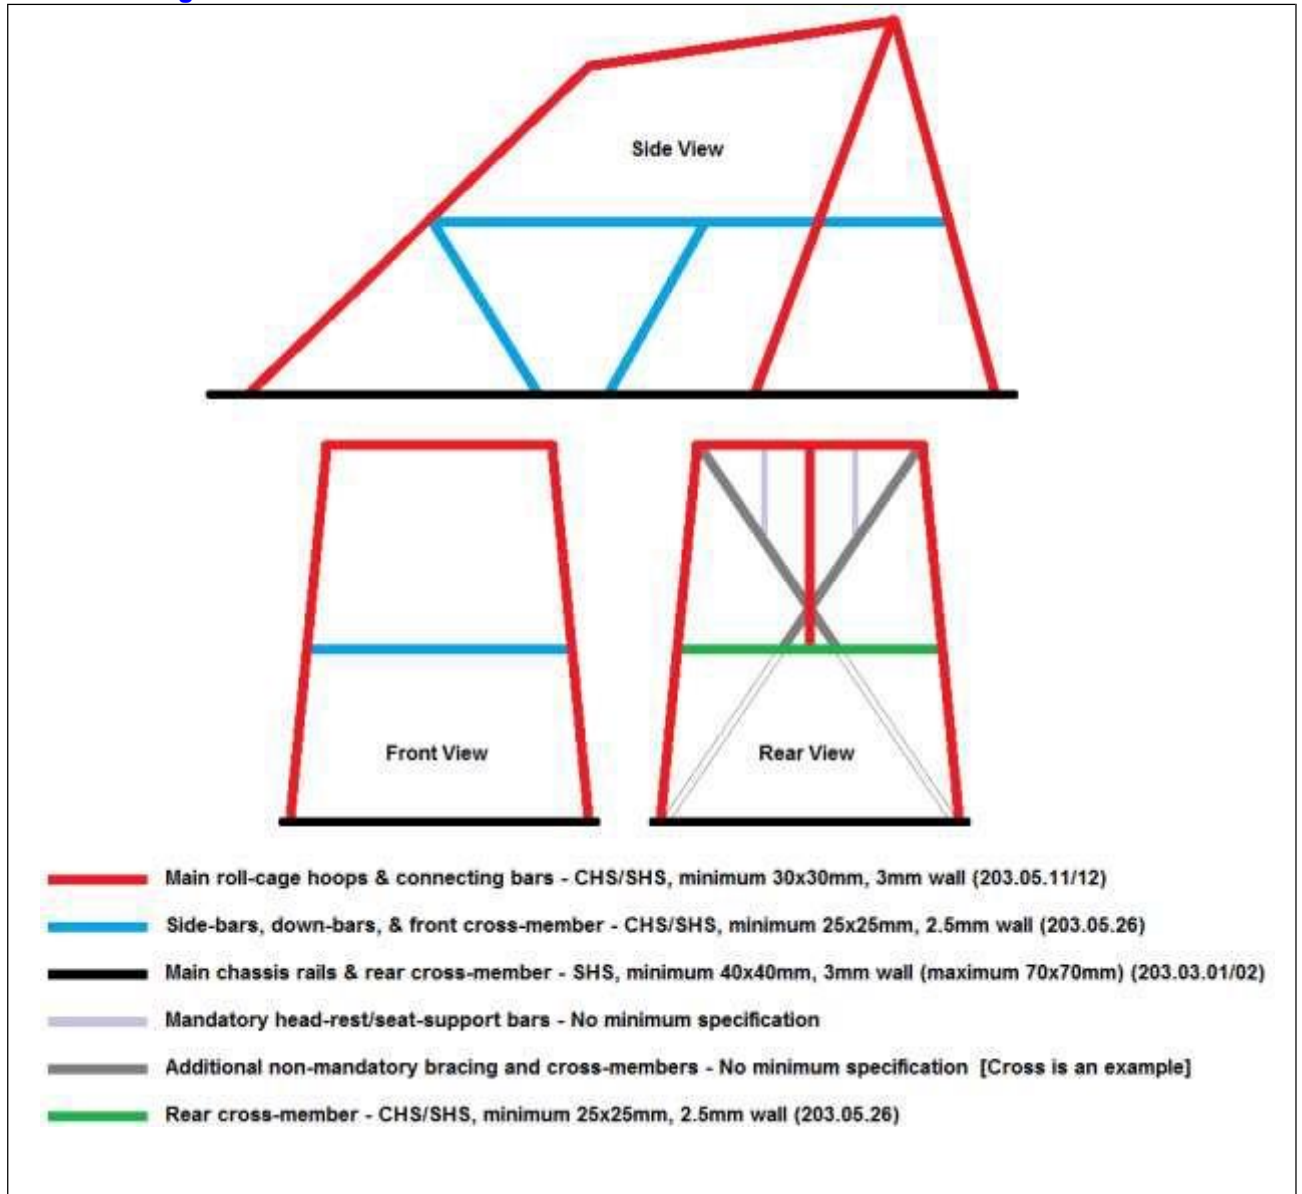 Side View
Front View
Rear View
Main roll-cage hoops & connecting bars - CHS/SHS, minimum 30x30mm, 3mm wall (203.05.11/12)
Side-bars, down-bars, & front cross-member - CHS/SHS, minimum 25x25mm, 2.5mm wall (203.05.26)
Main chassis rails & rear cross-member - SHS, minimum 40x40mm, 3mm wall (maximum 70x70mm) (203.03.01/02)
Mandatory head-rest/seat-support bars - No minimum specification
Additional non-mandatory bracing and cross-members - No minimum specification [Cross is an example]
Rear cross-member - CHS/SHS, minimum 25x25mm, 2.5mm wall (203.05.26)